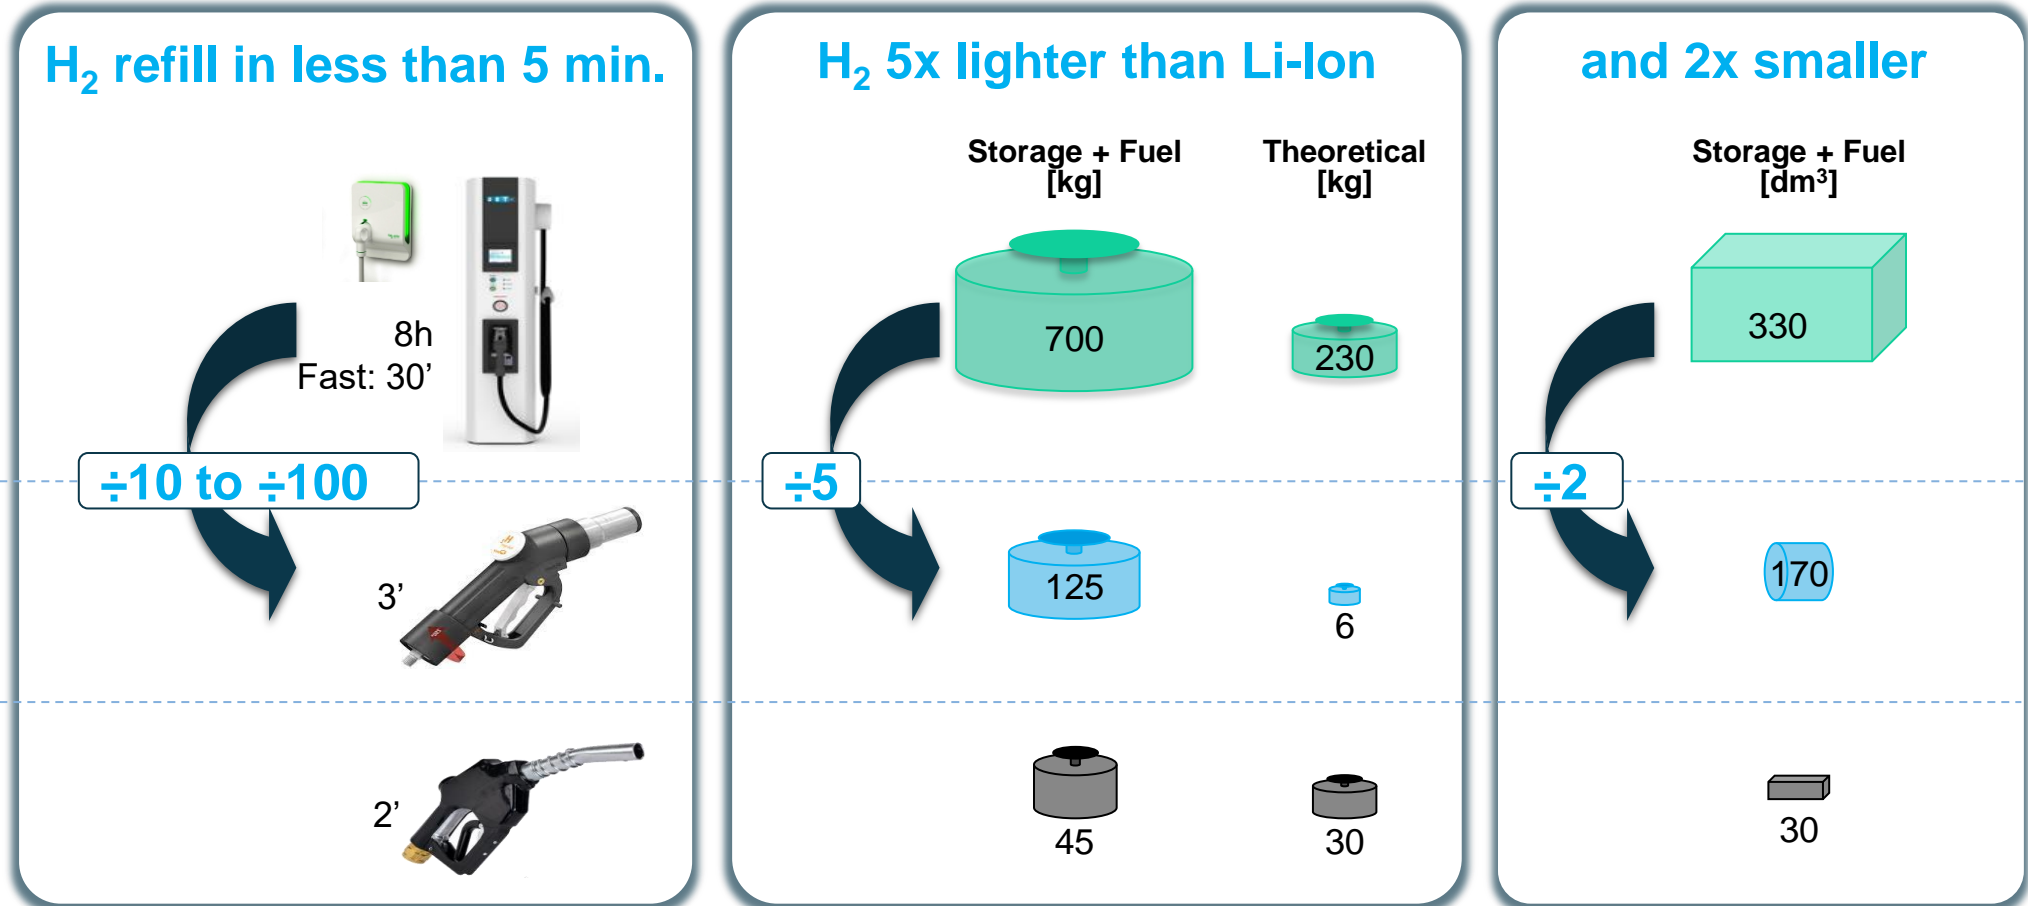 H₂ refill in less than 5 min.
8h
Fast: 30’
÷10 to ÷100
3’
2’
H₂ 5x lighter than Li-Ion
Storage + Fuel
[kg]
Theoretical
[kg]
700
230
÷5
125
6
45
30
and 2x smaller
Storage + Fuel
[dm³]
330
÷2
170
30